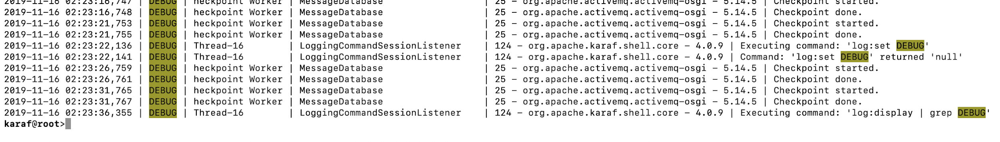 2019-11-16 02:23:16,747 | DEBUG | heckpoint Worker | MessageDatabase                  | 25 - org.apache.activemq.activemq-osgi - 5.14.5 | Checkpoint started.
2019-11-16 02:23:16,748 | DEBUG | heckpoint Worker | MessageDatabase                  | 25 - org.apache.activemq.activemq-osgi - 5.14.5 | Checkpoint done.
2019-11-16 02:23:21,753 | DEBUG | heckpoint Worker | MessageDatabase                  | 25 - org.apache.activemq.activemq-osgi - 5.14.5 | Checkpoint started.
2019-11-16 02:23:21,755 | DEBUG | heckpoint Worker | MessageDatabase                  | 25 - org.apache.activemq.activemq-osgi - 5.14.5 | Checkpoint done.
2019-11-16 02:23:22,136 | DEBUG | Thread-16        | LoggingCommandSessionListener    | 124 - org.apache.karaf.shell.core - 4.0.9 | Executing command: 'log:set DEBUG'
2019-11-16 02:23:22,141 | DEBUG | Thread-16        | LoggingCommandSessionListener    | 124 - org.apache.karaf.shell.core - 4.0.9 | Command: 'log:set DEBUG' returned 'null'
2019-11-16 02:23:26,759 | DEBUG | heckpoint Worker | MessageDatabase                  | 25 - org.apache.activemq.activemq-osgi - 5.14.5 | Checkpoint started.
2019-11-16 02:23:26,761 | DEBUG | heckpoint Worker | MessageDatabase                  | 25 - org.apache.activemq.activemq-osgi - 5.14.5 | Checkpoint done.
2019-11-16 02:23:31,765 | DEBUG | heckpoint Worker | MessageDatabase                  | 25 - org.apache.activemq.activemq-osgi - 5.14.5 | Checkpoint started.
2019-11-16 02:23:31,767 | DEBUG | heckpoint Worker | MessageDatabase                  | 25 - org.apache.activemq.activemq-osgi - 5.14.5 | Checkpoint done.
2019-11-16 02:23:36,355 | DEBUG | Thread-16        | LoggingCommandSessionListener    | 124 - org.apache.karaf.shell.core - 4.0.9 | Executing command: 'log:display | grep DEBUG'
karaf@root>